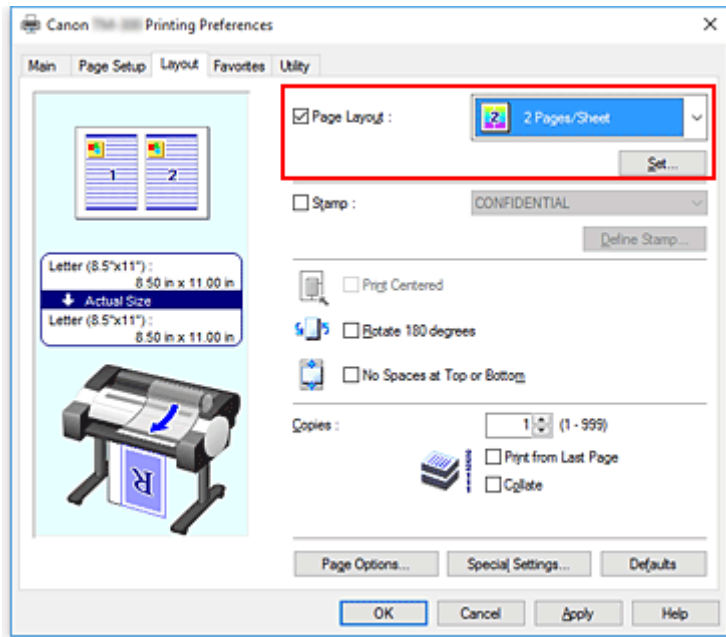 Canon Printing Preferences
Main Page Setup Layout Favorites Utility
Page Layout : 2 Pages/Sheet
Set...
Stamp : CONFIDENTIAL
Define Stamp...
1 2
Letter (8.5"x11") :
8.50 in x 11.00 in
Actual Size
Letter (8.5"x11") :
8.50 in x 11.00 in
R
Print Centered
Rotate 180 degrees
No Spaces at Top or Bottom
Copies : 1 (1 - 999)
Print from Last Page
Collate
Page Options... Special Settings... Defaults
OK Cancel Apply Help